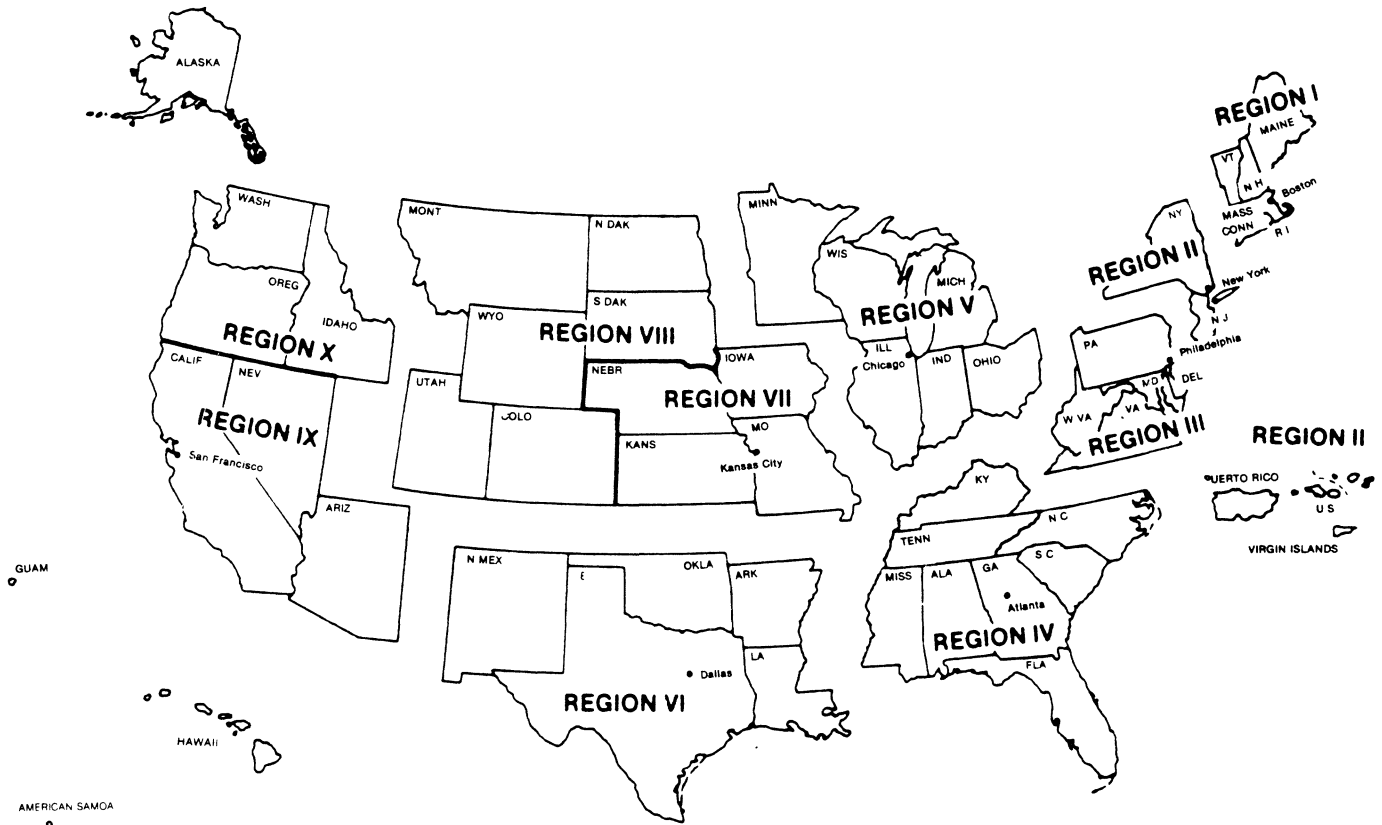 ALASKA
REGION I
MAINE
VT
N H
Boston
MASS
CONN
R I
WASH
MONT
N DAK
MINN
WIS
MICH
NY
REGION II
New York
N J
OREG
IDAHO
WYO
S DAK
REGION VIII
REGION V
REGION X
CALIF
NEV
UTAH
NEBR
IOWA
ILL
Chicago
IND
OHIO
PA
Philadelphia
MD
DEL
REGION IX
San Francisco
COLO
REGION VII
KANS
MO
Kansas City
W VA
VA
REGION III
REGION II
PUERTO RICO
U S
VIRGIN ISLANDS
ARIZ
KY
N C
TENN
S C
GUAM
N MEX
OKLA
ARK
MISS
ALA
GA
Atlanta
REGION IV
FLA
LA
Dallas
REGION VI
HAWAII
AMERICAN SAMOA